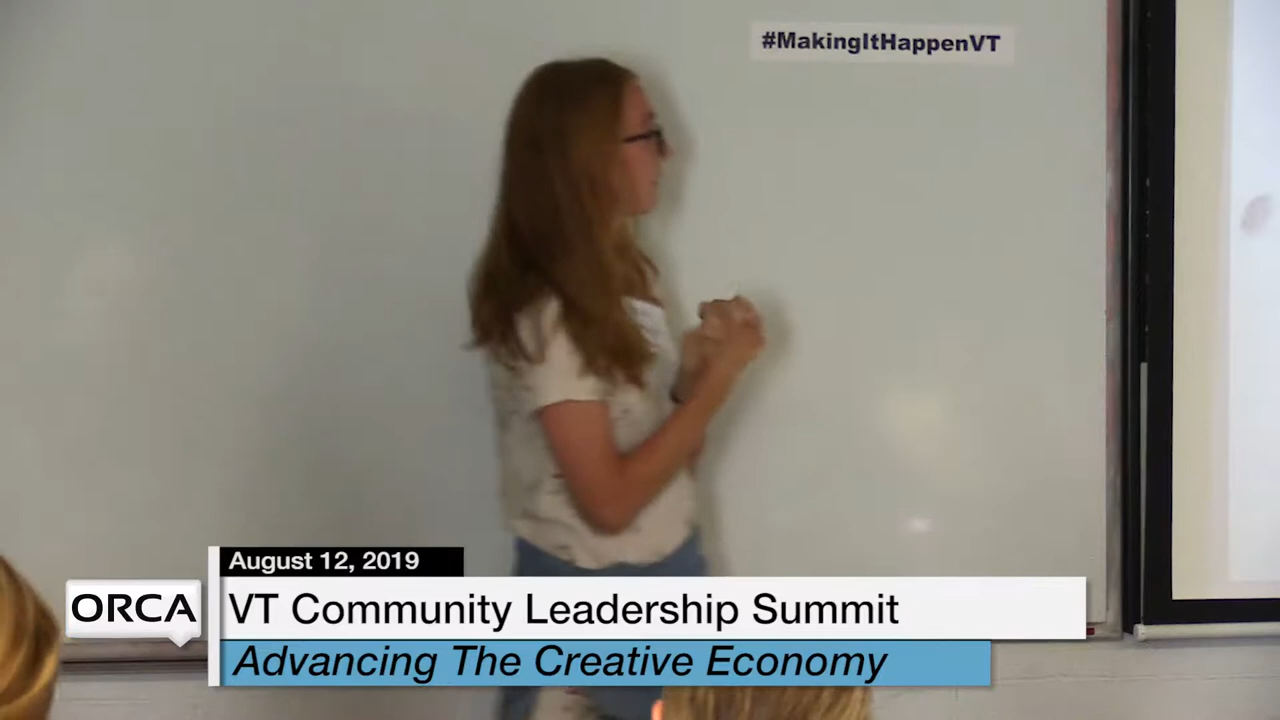 #MakingItHappenVT
August 12, 2019
ORCA
VT Community Leadership Summit
Advancing The Creative Economy